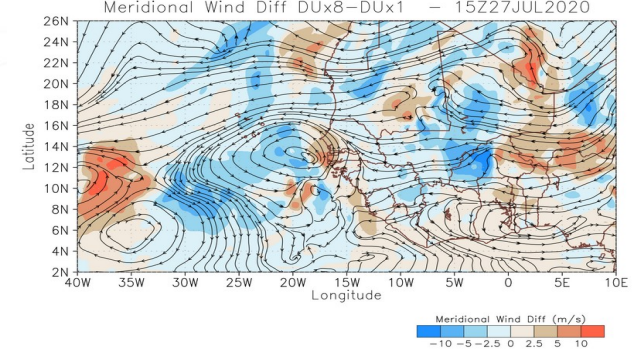 Meridional Wind Diff DUx8-DUx1 - 15Z27JUL2020
26N
24N
22N
20N
18N
16N
14N
12N
10N
8N
6N
4N
2N
Latitude
40W 35W 30W 25W 20W 15W 10W 5W 0 5E 10E
Longitude
Meridional Wind Diff (m/s)
-10 -5 -2.5 0 2.5 5 10